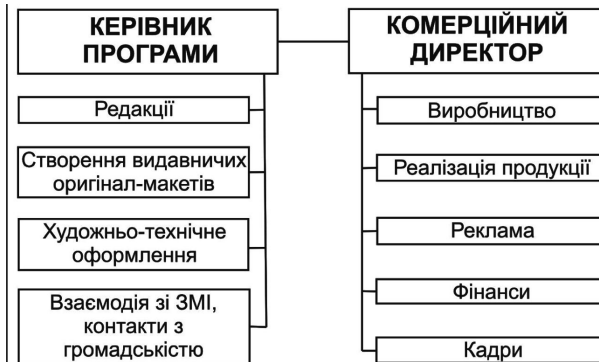 КЕРІВНИК
ПРОГРАМИ
Редакції
Створення видавничих
оригінал-макетів
Художньо-технічне
оформлення
Взаємодія зі ЗМІ,
контакти з
громадськістю
КОМЕРЦІЙНИЙ
ДИРЕКТОР
Виробництво
Реалізація продукції
Реклама
Фінанси
Кадри